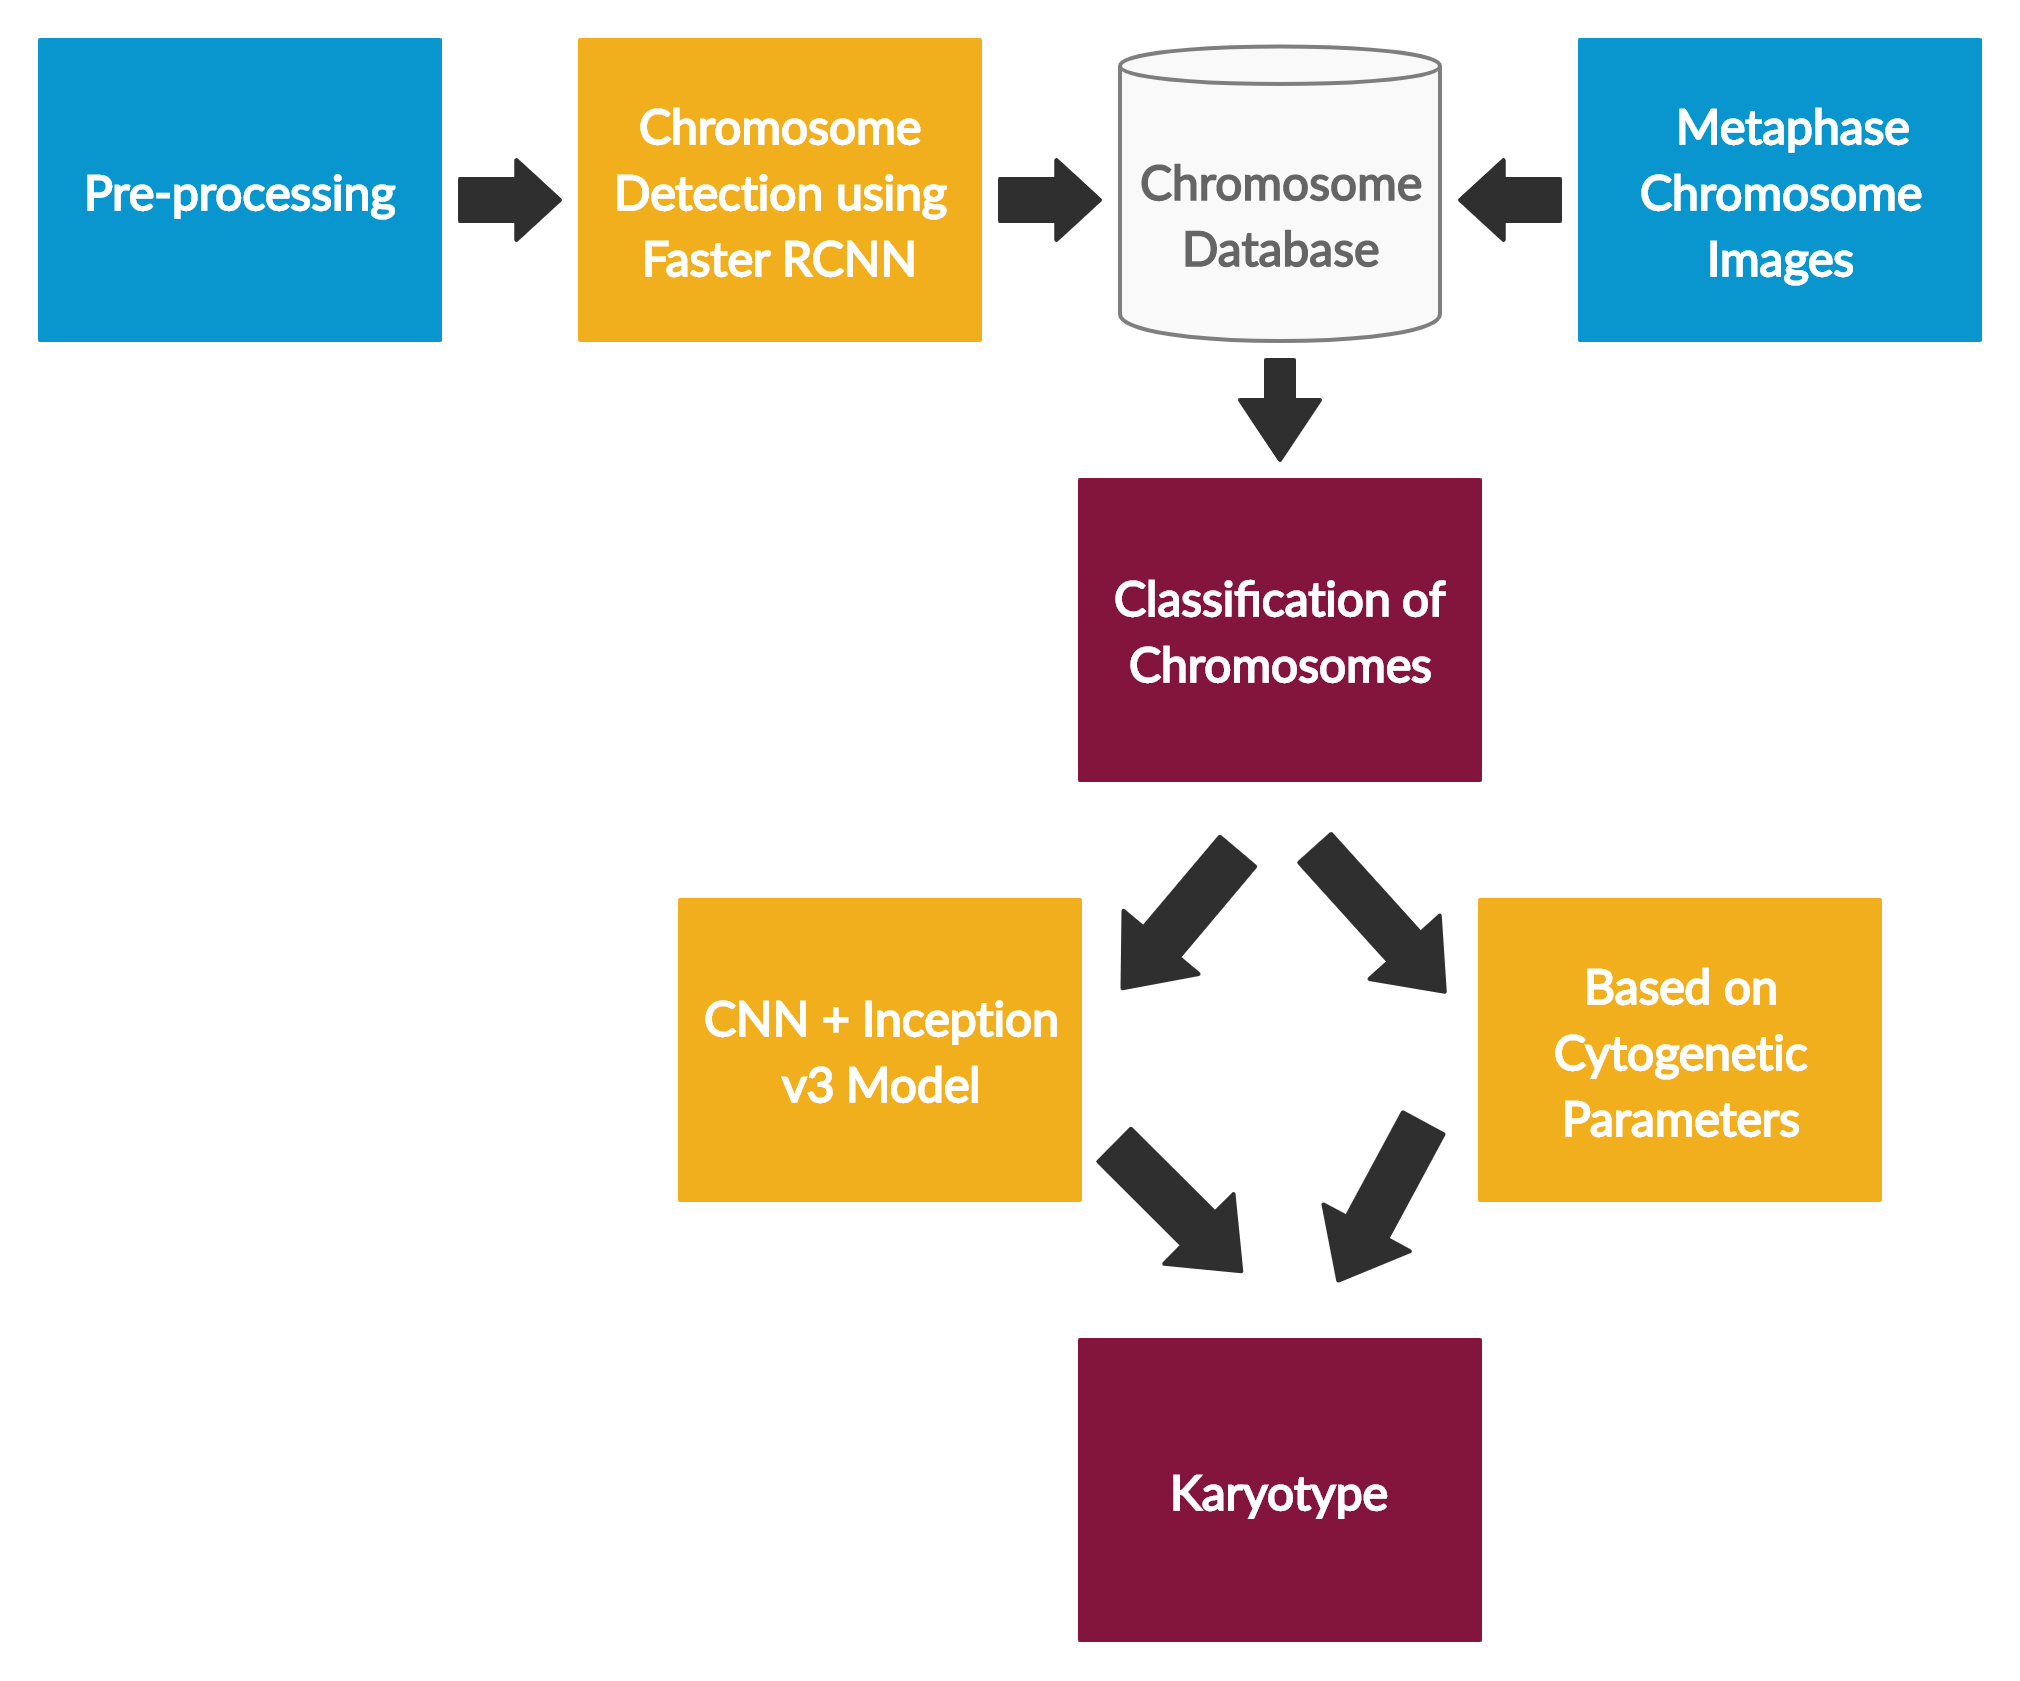 Pre-processing
Chromosome
Detection using
Faster RCNN
Chromosome
Database
Metaphase
Chromosome
Images
Classification of
Chromosomes
CNN + Inception
v3 Model
Based on
Cytogenetic
Parameters
Karyotype